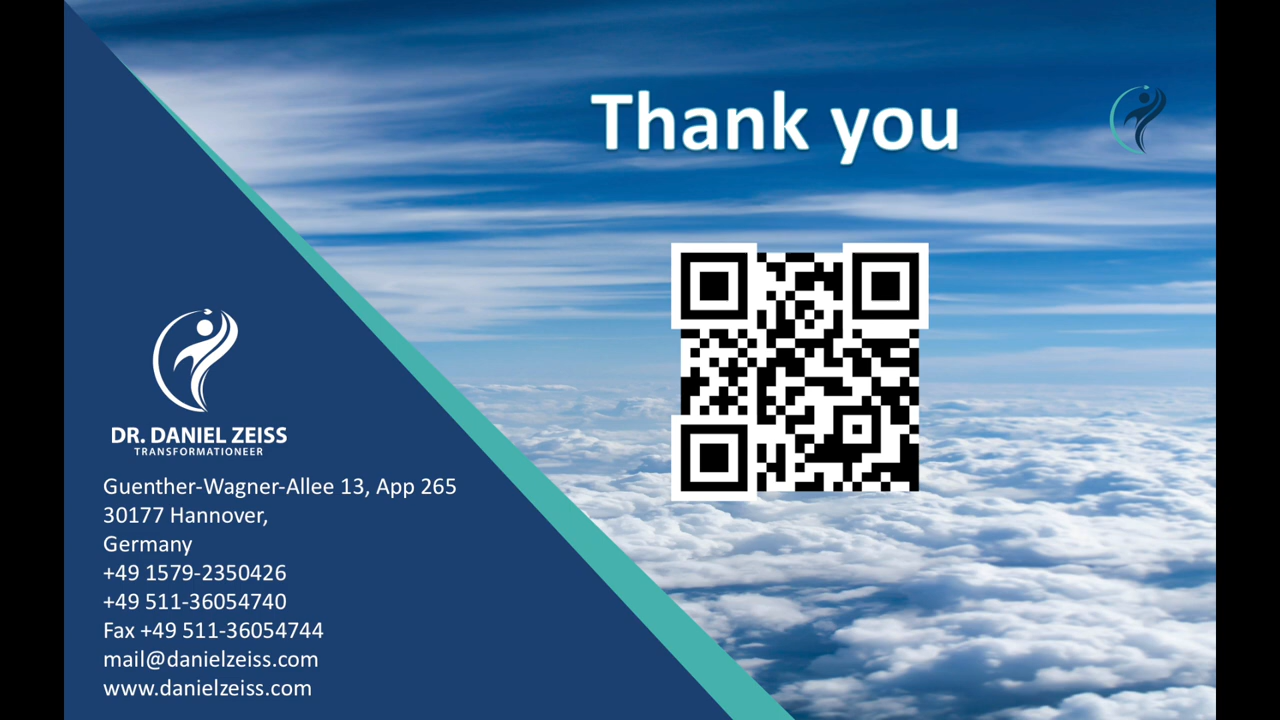 Thank you
DR. DANIEL ZEISS
TRANSFORMATIONEER
Guenther-Wagner-Allee 13, App 265
30177 Hannover,
Germany
+49 1579-2350426
+49 511-36054740
Fax +49 511-36054744
mail@danielzeiss.com
www.danielzeiss.com